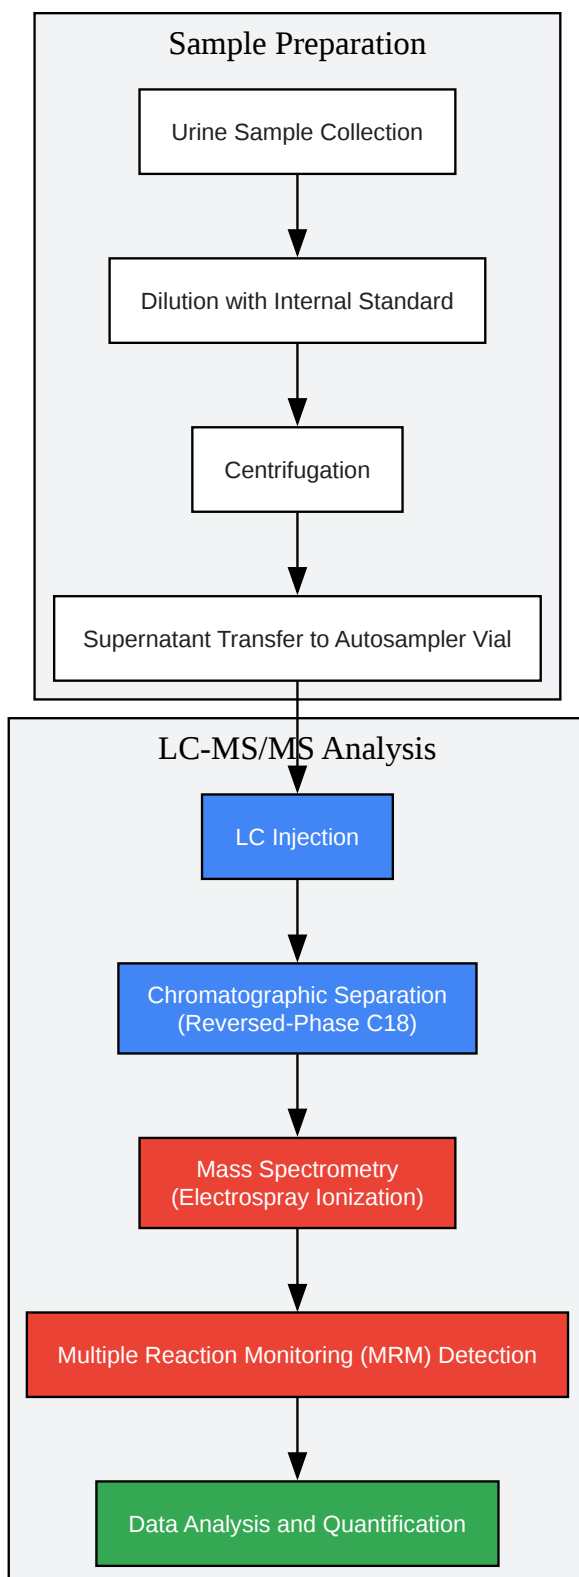 Sample Preparation
Urine Sample Collection
Dilution with Internal Standard
Centrifugation
Supernatant Transfer to Autosampler Vial
LC-MS/MS Analysis
LC Injection
Chromatographic Separation
(Reversed-Phase C18)
Mass Spectrometry
(Electrospray Ionization)
Multiple Reaction Monitoring (MRM) Detection
Data Analysis and Quantification